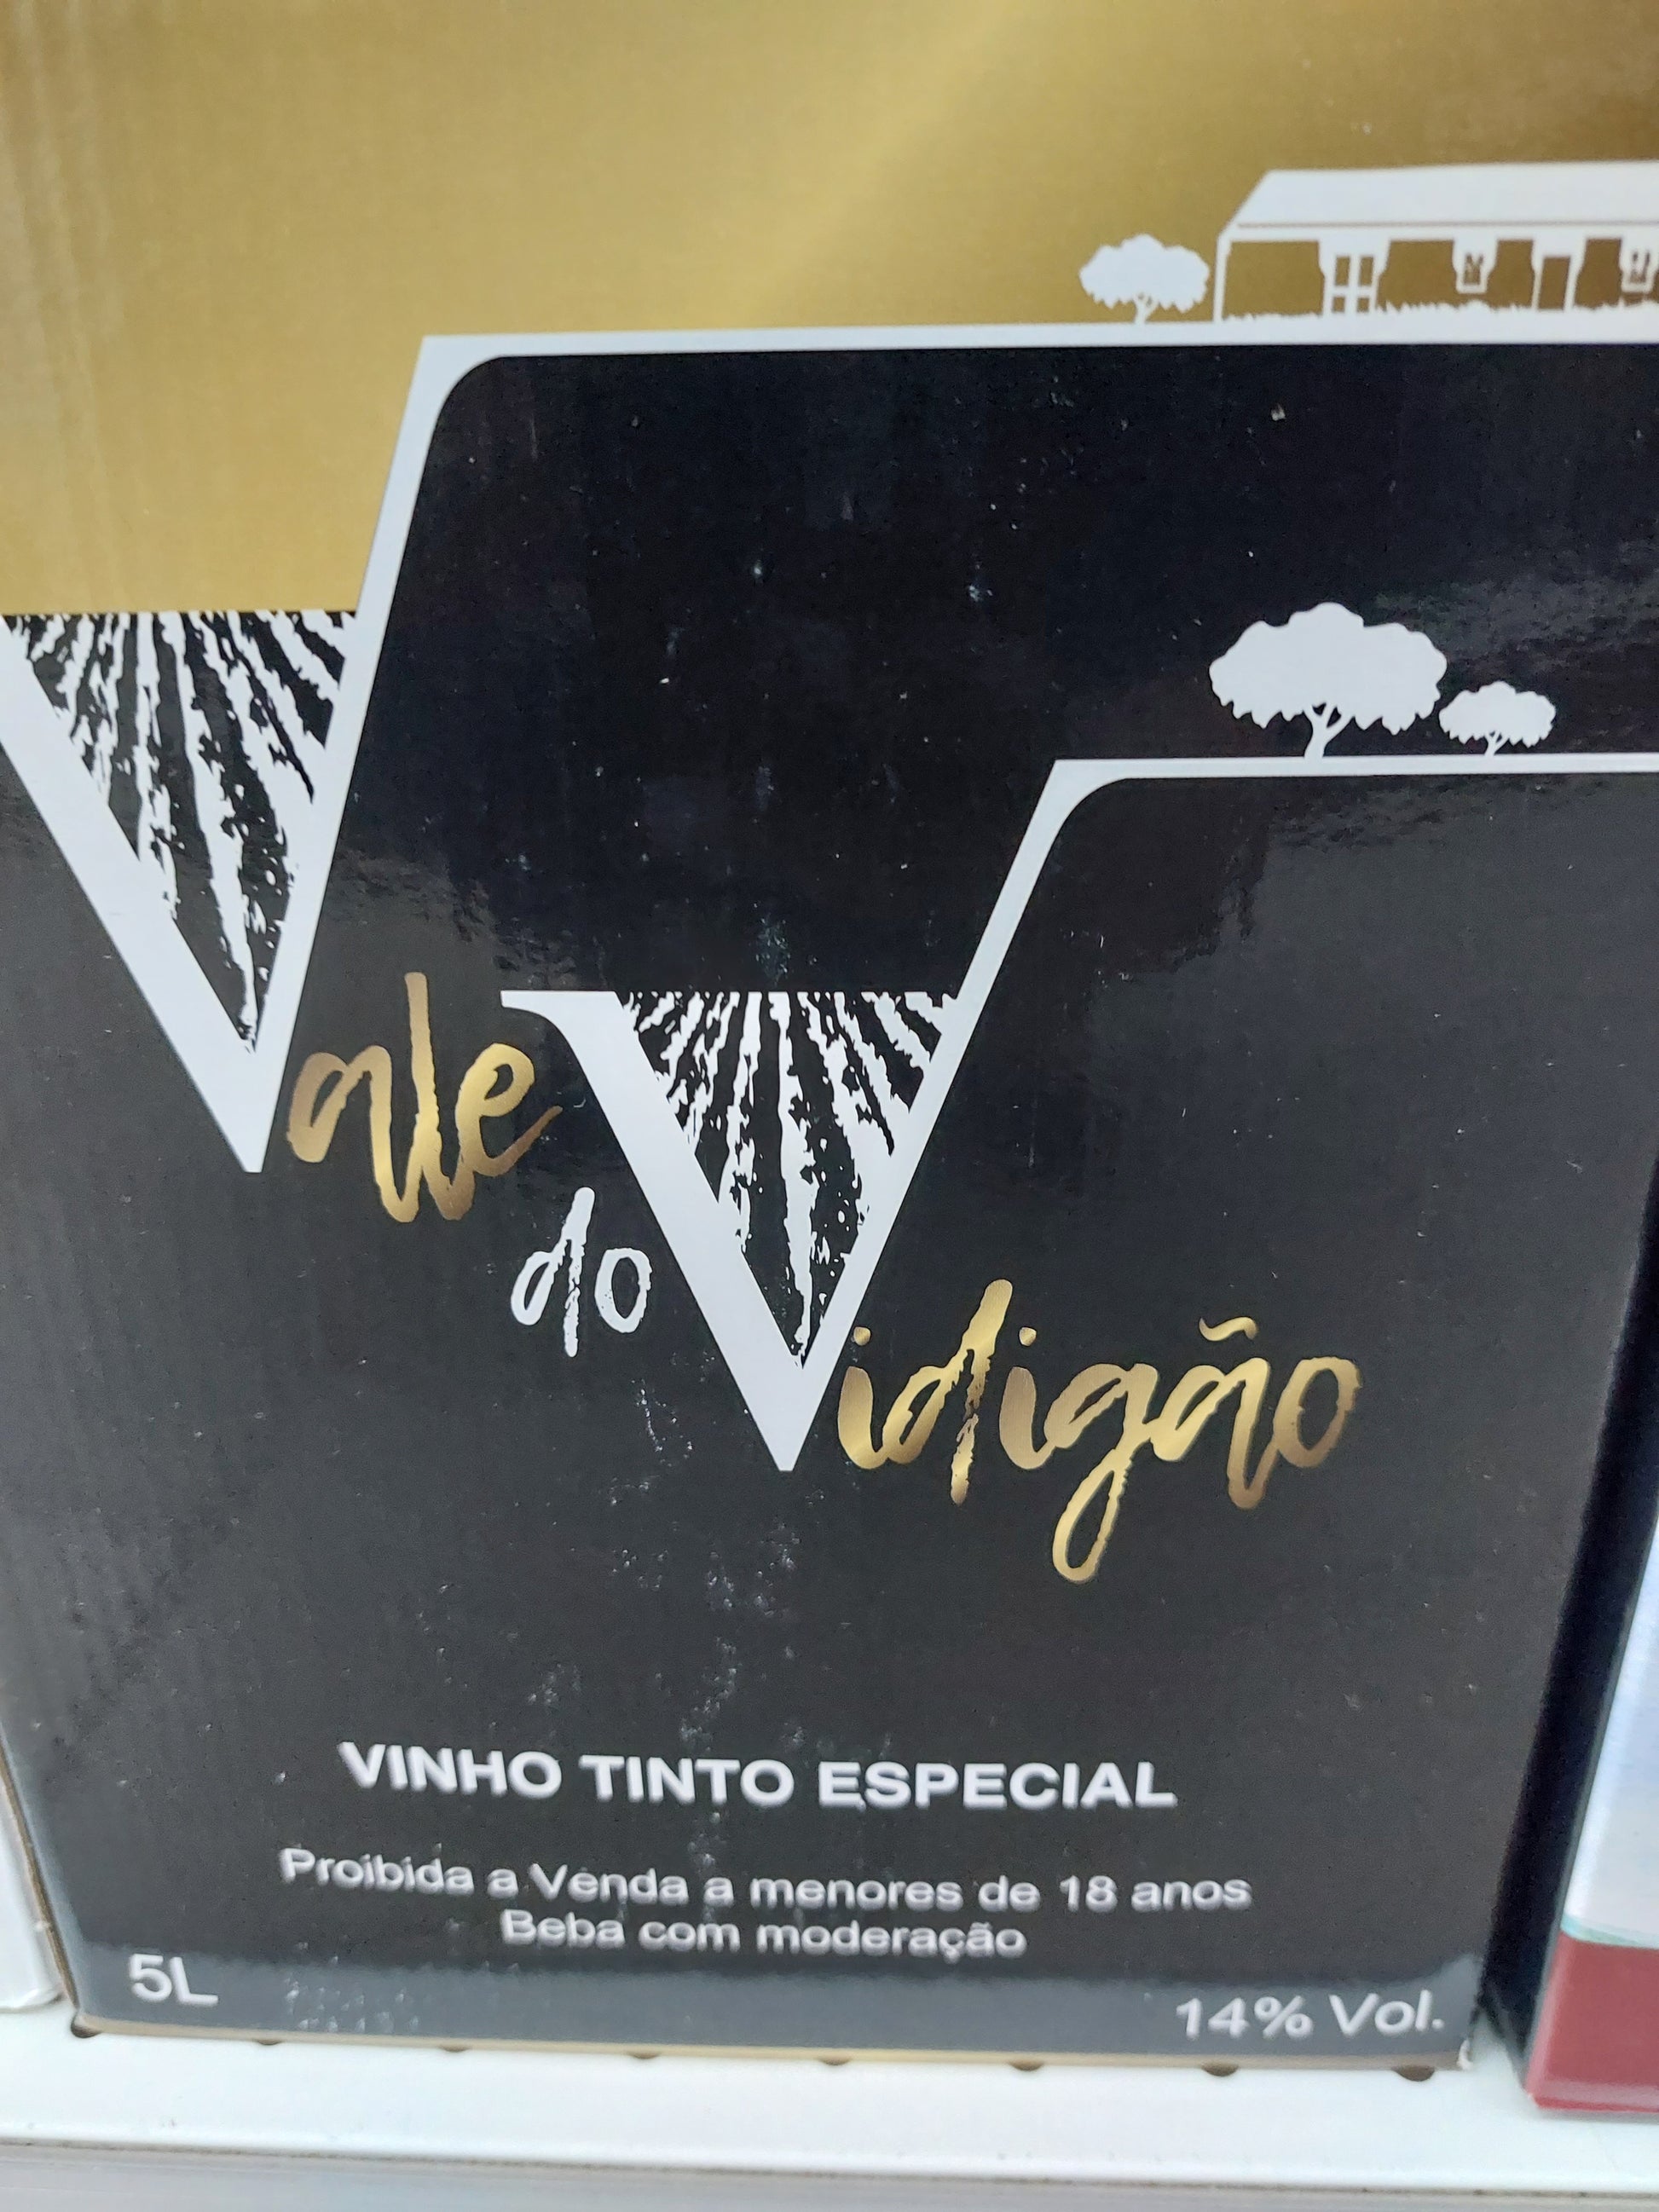 Vale
do
Vidigão
VINHO TINTO ESPECIAL
Proibida a Venda a menores de 18 anos
Beba com moderação
5L
14% Vol.